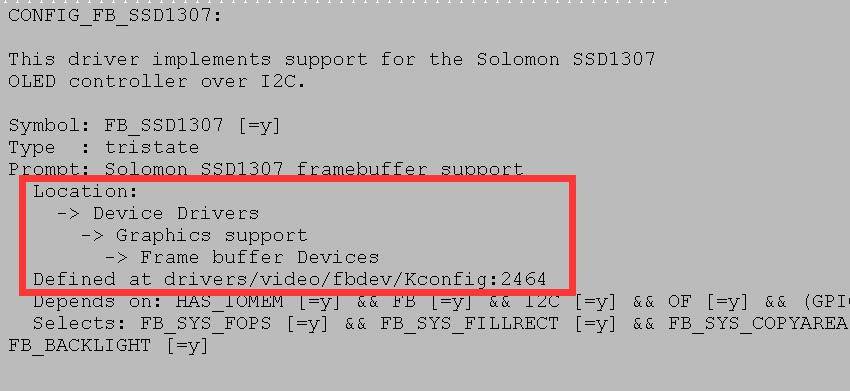 CONFIG_FB_SSD1307:
This driver implements support for the Solomon SSD1307
OLED controller over I2C.
Symbol: FB_SSD1307 [=y]
Type  : tristate
Prompt: Solomon SSD1307 framebuffer support
Location:
-> Device Drivers
-> Graphics support
-> Frame buffer Devices
Defined at drivers/video/fbdev/Kconfig:2464
Depends on: HAS_IOMEM [=y] && FB [=y] && I2C [=y] && OF [=y] && (GPI
Selects: FB_SYS_FOPS [=y] && FB_SYS_FILLRECT [=y] && FB_SYS_COPYAREA
FB_BACKLIGHT [=y]